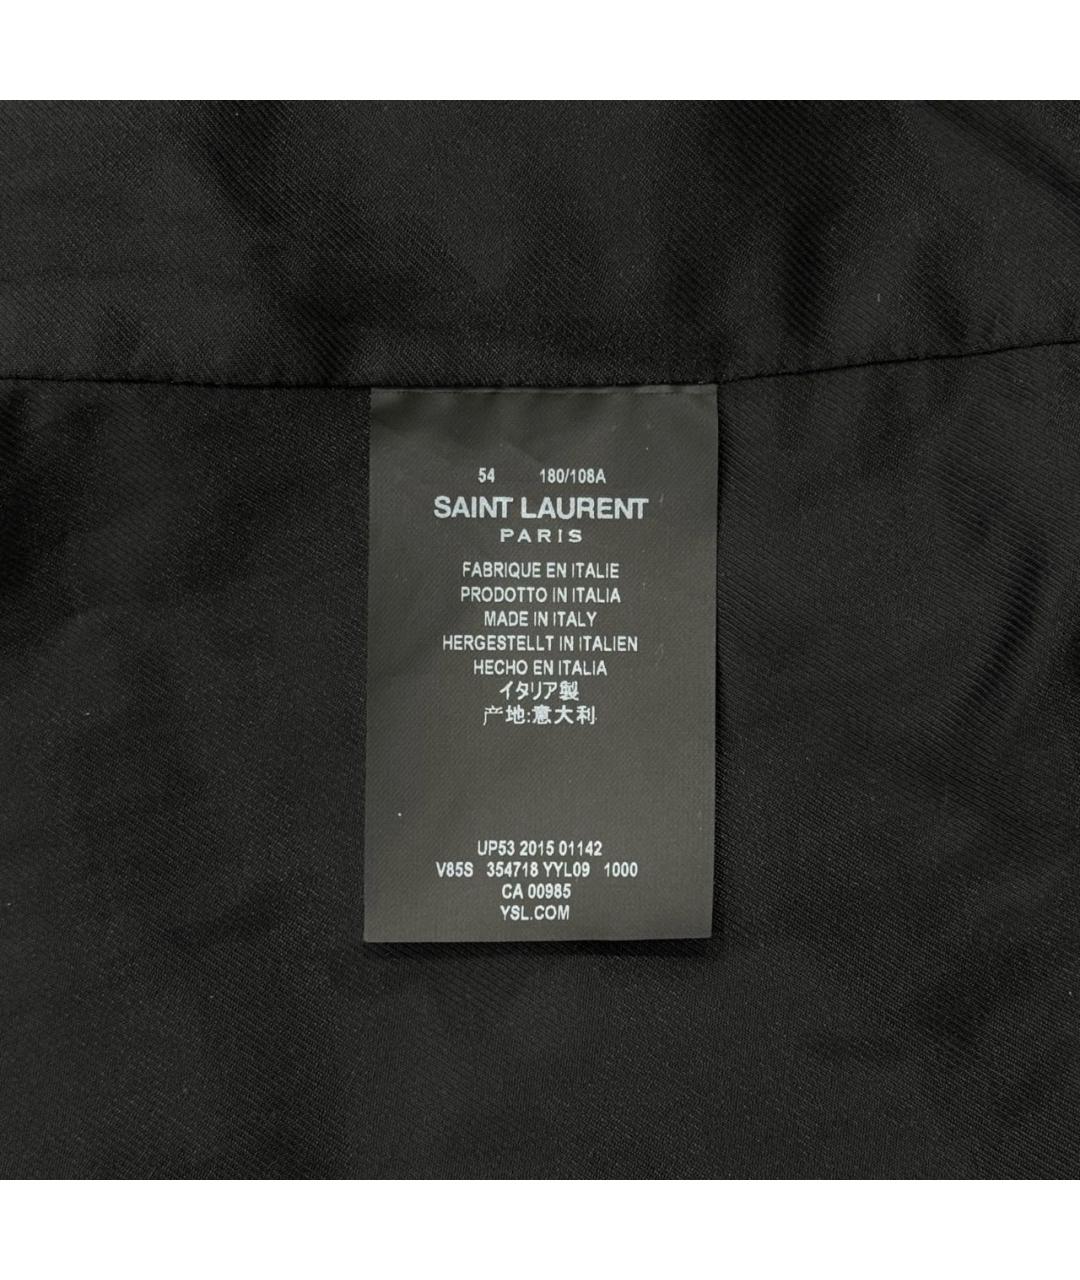 54 180/108A
SAINT LAURENT
PARIS
FABRIQUE EN ITALIE
PRODOTTO IN ITALIA
MADE IN ITALY
HERGESTELLT IN ITALIEN
HECHO EN ITALIA
イタリア製
产地:意大利
UP53 2015 01142
V85S 354718 YYL09 1000
CA 00985
YSL.COM